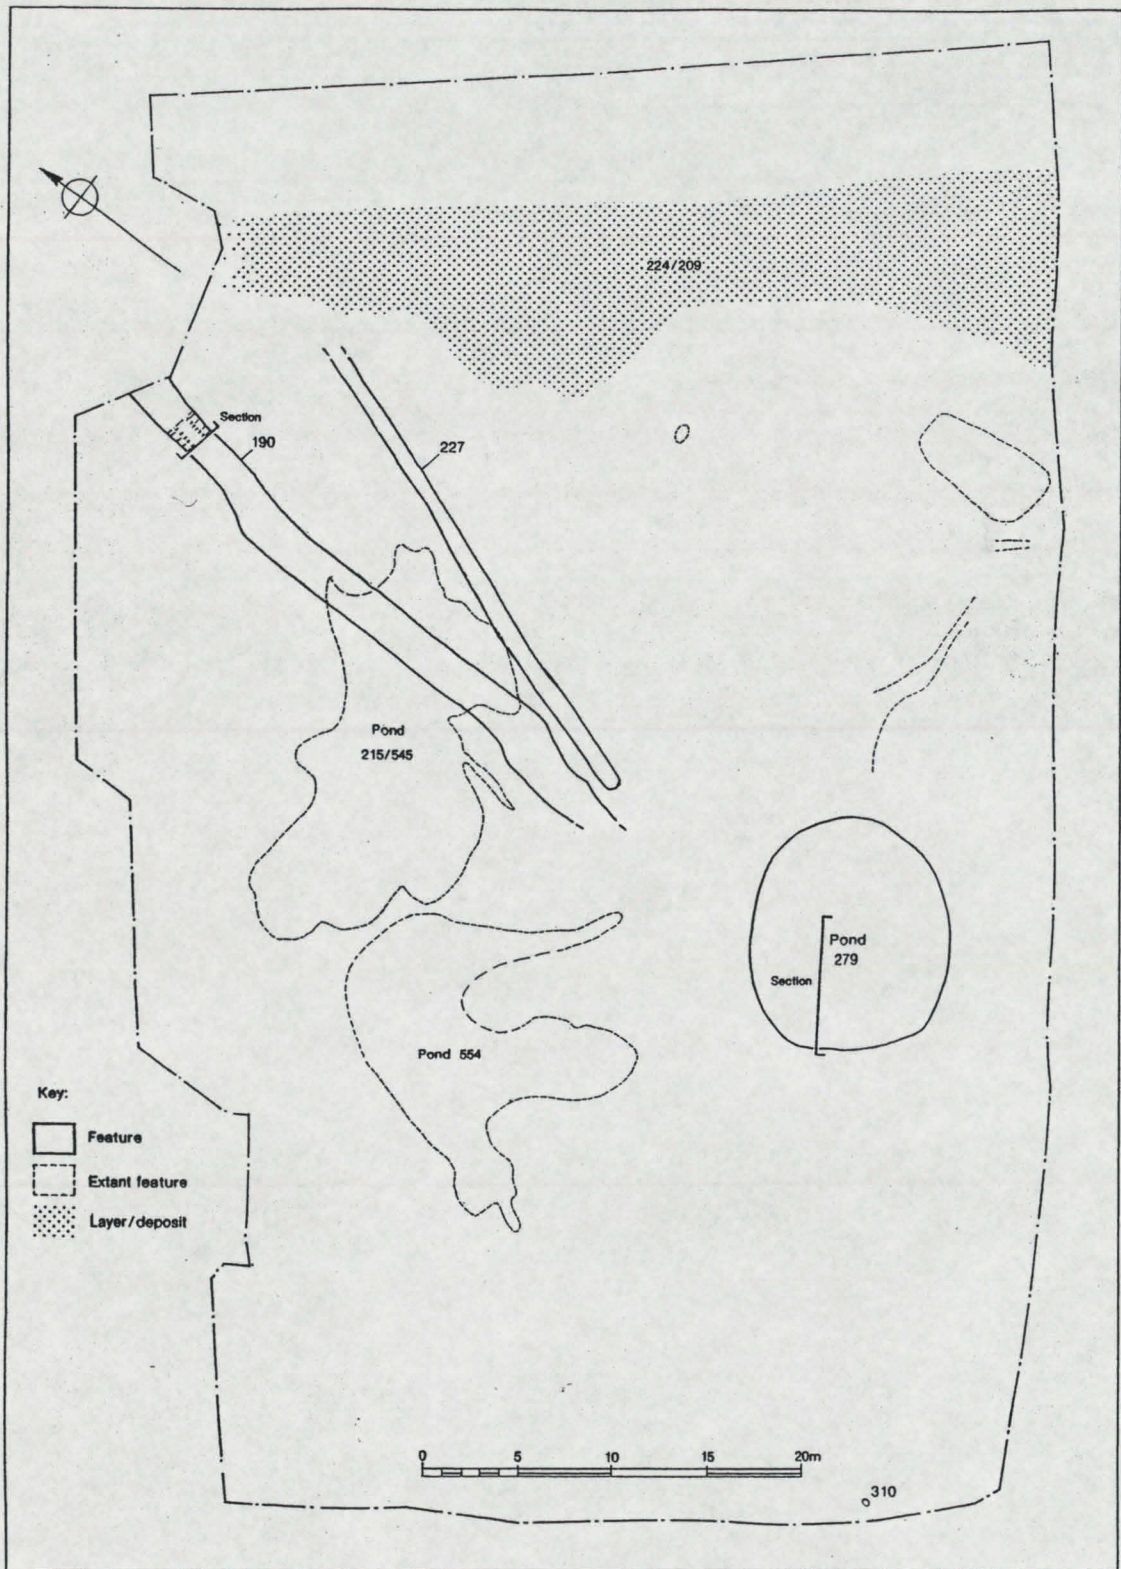 224/209
Section
190
227
Pond
215/545
Pond
279
Section
Pond 554
Key:
Feature
Extant feature
Layer/deposit
0 5 10 15 20m
310